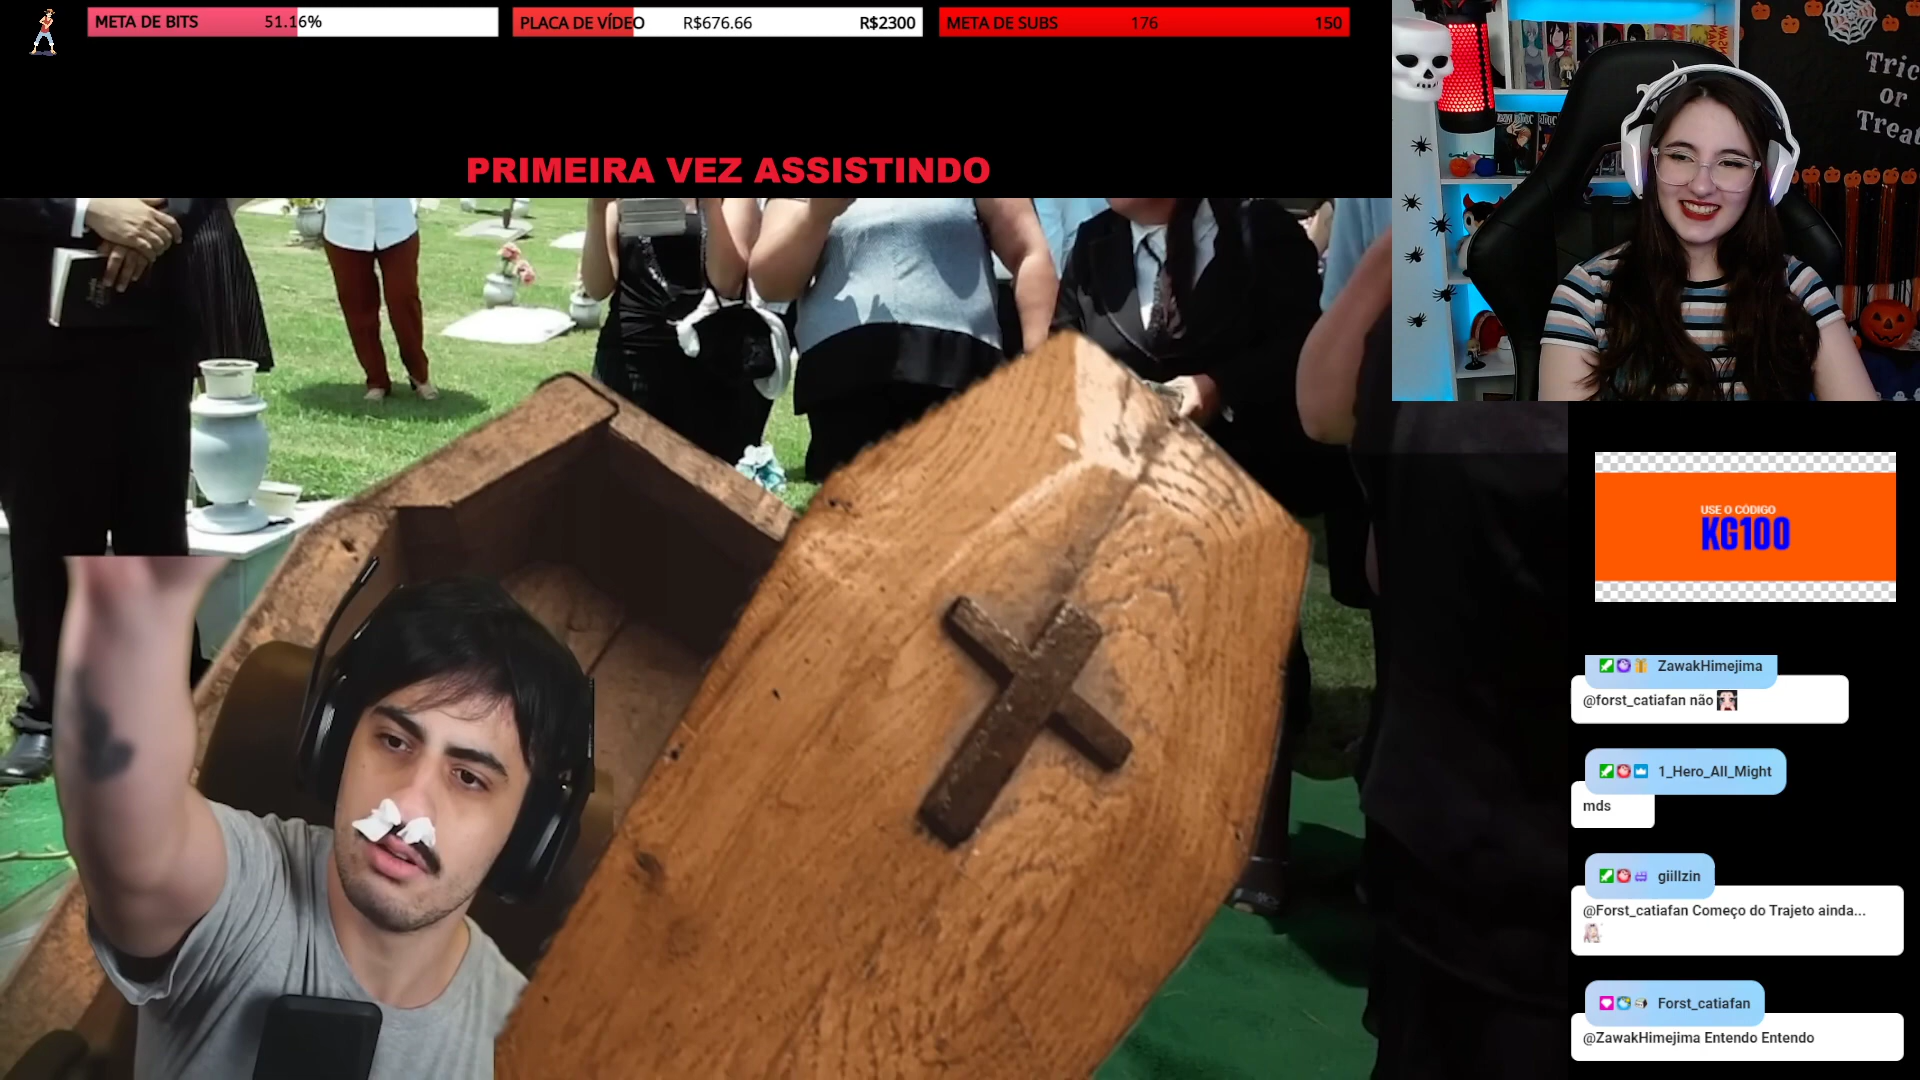 META DE BITS 51.16%
PLACA DE VÍDEO R$676.66 R$2300
META DE SUBS 176 150
PRIMEIRA VEZ ASSISTINDO
Tric
or
Treat
USE O CÓDIGO
KG100
ZawakHimejima
@forst_catiafan não
1_Hero_All_Might
mds
giillzin
@Forst_catiafan Começo do Trajeto ainda...
Forst_catiafan
@ZawakHimejima Entendo Entendo